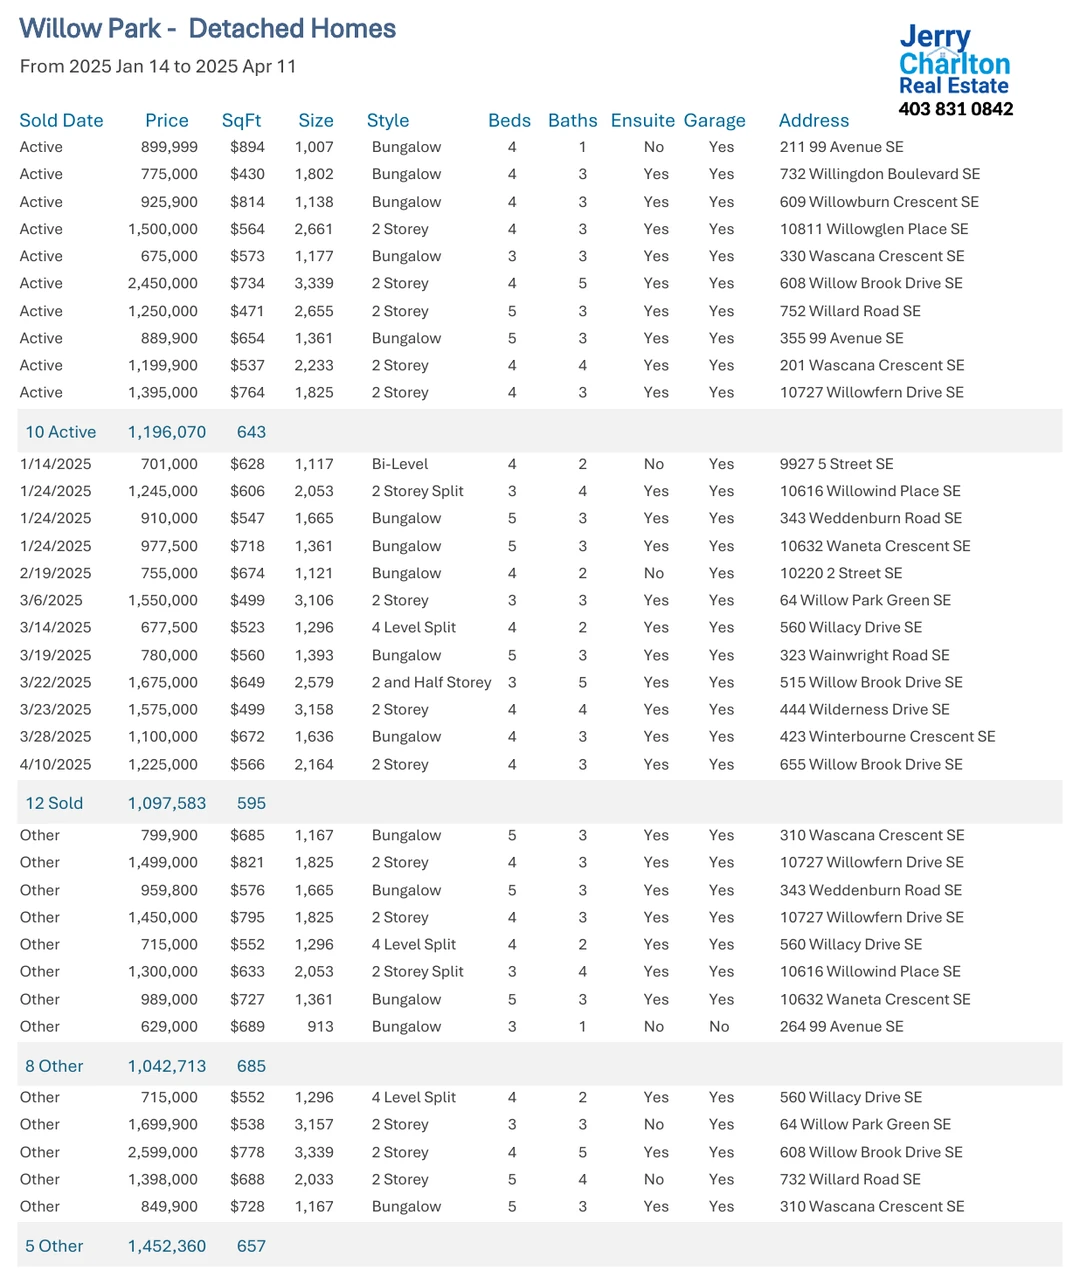 Willow Park - Detached Homes
From 2025 Jan 14 to 2025 Apr 11
Jerry
Charlton
Real Estate
403 831 0842
Sold Date Price SqFt Size Style Beds Baths Ensuite Garage Address
Active 899,999 $894 1,007 Bungalow 4 1 No Yes 211 99 Avenue SE
Active 775,000 $430 1,802 Bungalow 4 3 Yes Yes 732 Willingdon Boulevard SE
Active 925,900 $814 1,138 Bungalow 4 3 Yes Yes 609 Willowburn Crescent SE
Active 1,500,000 $564 2,661 2 Storey 4 3 Yes Yes 10811 Willowglen Place SE
Active 675,000 $573 1,177 Bungalow 3 3 Yes Yes 330 Wascana Crescent SE
Active 2,450,000 $734 3,339 2 Storey 4 5 Yes Yes 608 Willow Brook Drive SE
Active 1,250,000 $471 2,655 2 Storey 5 3 Yes Yes 752 Willard Road SE
Active 889,900 $654 1,361 Bungalow 5 3 Yes Yes 355 99 Avenue SE
Active 1,199,900 $537 2,233 2 Storey 4 4 Yes Yes 201 Wascana Crescent SE
Active 1,395,000 $764 1,825 2 Storey 4 3 Yes Yes 10727 Willowfern Drive SE
10 Active 1,196,070 643
1/14/2025 701,000 $628 1,117 Bi-Level 4 2 No Yes 9927 5 Street SE
1/24/2025 1,245,000 $606 2,053 2 Storey Split 3 4 Yes Yes 10616 Willowind Place SE
1/24/2025 910,000 $547 1,665 Bungalow 5 3 Yes Yes 343 Weddenburn Road SE
1/24/2025 977,500 $718 1,361 Bungalow 5 3 Yes Yes 10632 Waneta Crescent SE
2/19/2025 755,000 $674 1,121 Bungalow 4 2 No Yes 10220 2 Street SE
3/6/2025 1,550,000 $499 3,106 2 Storey 3 3 Yes Yes 64 Willow Park Green SE
3/14/2025 677,500 $523 1,296 4 Level Split 4 2 Yes Yes 560 Willacy Drive SE
3/19/2025 780,000 $560 1,393 Bungalow 5 3 Yes Yes 323 Wainwright Road SE
3/22/2025 1,675,000 $649 2,579 2 and Half Storey 3 5 Yes Yes 515 Willow Brook Drive SE
3/23/2025 1,575,000 $499 3,158 2 Storey 4 4 Yes Yes 444 Wilderness Drive SE
3/28/2025 1,100,000 $672 1,636 Bungalow 4 3 Yes Yes 423 Winterbourne Crescent SE
4/10/2025 1,225,000 $566 2,164 2 Storey 4 3 Yes Yes 655 Willow Brook Drive SE
12 Sold 1,097,583 595
Other 799,900 $685 1,167 Bungalow 5 3 Yes Yes 310 Wascana Crescent SE
Other 1,499,000 $821 1,825 2 Storey 4 3 Yes Yes 10727 Willowfern Drive SE
Other 959,800 $576 1,665 Bungalow 5 3 Yes Yes 343 Weddenburn Road SE
Other 1,450,000 $795 1,825 2 Storey 4 3 Yes Yes 10727 Willowfern Drive SE
Other 715,000 $552 1,296 4 Level Split 4 2 Yes Yes 560 Willacy Drive SE
Other 1,300,000 $633 2,053 2 Storey Split 3 4 Yes Yes 10616 Willowind Place SE
Other 989,000 $727 1,361 Bungalow 5 3 Yes Yes 10632 Waneta Crescent SE
Other 629,000 $689 913 Bungalow 3 1 No No 264 99 Avenue SE
8 Other 1,042,713 685
Other 715,000 $552 1,296 4 Level Split 4 2 Yes Yes 560 Willacy Drive SE
Other 1,699,900 $538 3,157 2 Storey 3 3 No Yes 64 Willow Park Green SE
Other 2,599,000 $778 3,339 2 Storey 4 5 Yes Yes 608 Willow Brook Drive SE
Other 1,398,000 $688 2,033 2 Storey 5 4 No Yes 732 Willard Road SE
Other 849,900 $728 1,167 Bungalow 5 3 Yes Yes 310 Wascana Crescent SE
5 Other 1,452,360 657